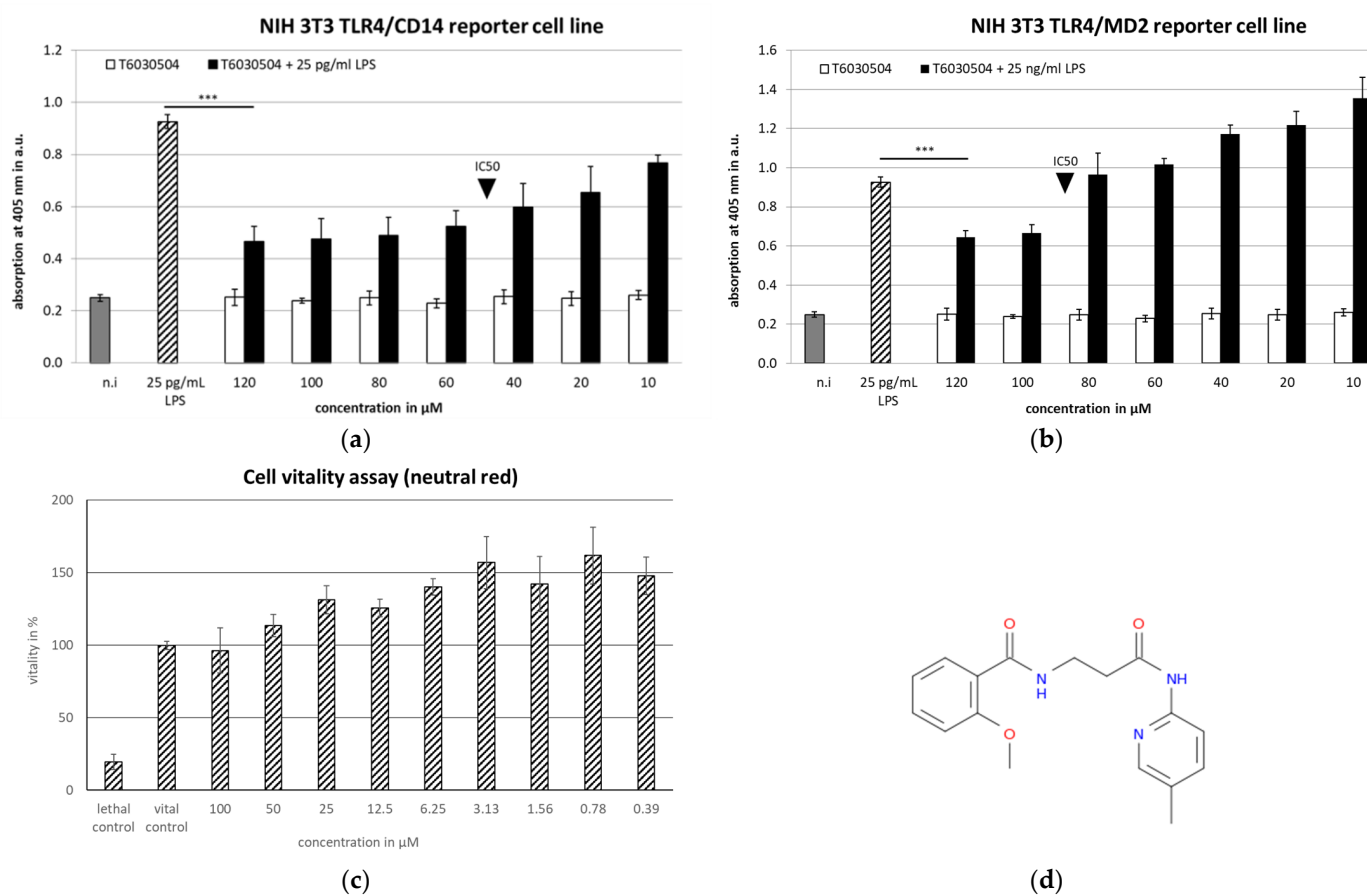 NIH 3T3 TLR4/CD14 reporter cell line
1.2
1.0
0.8
0.6
0.4
0.2
0.0
absorption at 405 nm in a.u.
T6030504
T6030504 + 25 pg/ml LPS
***
IC50
n.i 25 pg/mL 120 100 80 60 40 20 10
LPS
concentration in µM
(a)
NIH 3T3 TLR4/MD2 reporter cell line
1.6
1.4
1.2
1.0
0.8
0.6
0.4
0.2
0.0
absorption at 405 nm in a.u.
T6030504
T6030504 + 25 ng/ml LPS
***
IC50
n.i 25 pg/mL 120 100 80 60 40 20 10
LPS
concentration in µM
(b)
Cell vitality assay (neutral red)
200
150
100
50
0
vitality in %
lethal vital 100 50 25 12.5 6.25 3.13 1.56 0.78 0.39
control control
concentration in µM
(c)
O O
N NH
H
O N
(d)